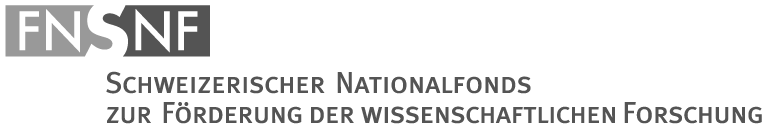 FNSNF
SCHWEIZERISCHER NATIONALFONDS
ZUR FÖRDERUNG DER WISSENSCHAFTLICHEN FORSCHUNG